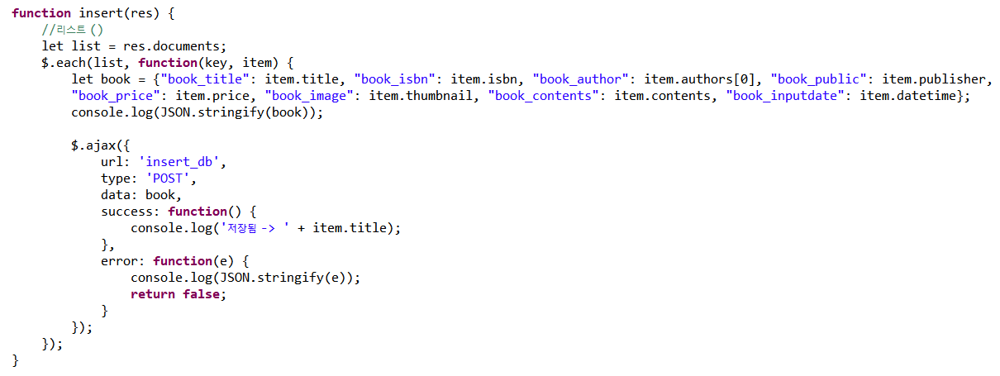 function insert(res) {
    //리스트 ()
    let list = res.documents;
    $.each(list, function(key, item) {
        let book = {"book_title": item.title, "book_isbn": item.isbn, "book_author": item.authors[0], "book_public": item.publisher,
        "book_price": item.price, "book_image": item.thumbnail, "book_contents": item.contents, "book_inputdate": item.datetime};
        console.log(JSON.stringify(book));

        $.ajax({
            url: 'insert_db',
            type: 'POST',
            data: book,
            success: function() {
                console.log('저장됨 -> ' + item.title);
            },
            error: function(e) {
                console.log(JSON.stringify(e));
                return false;
            }
        });
    });
}